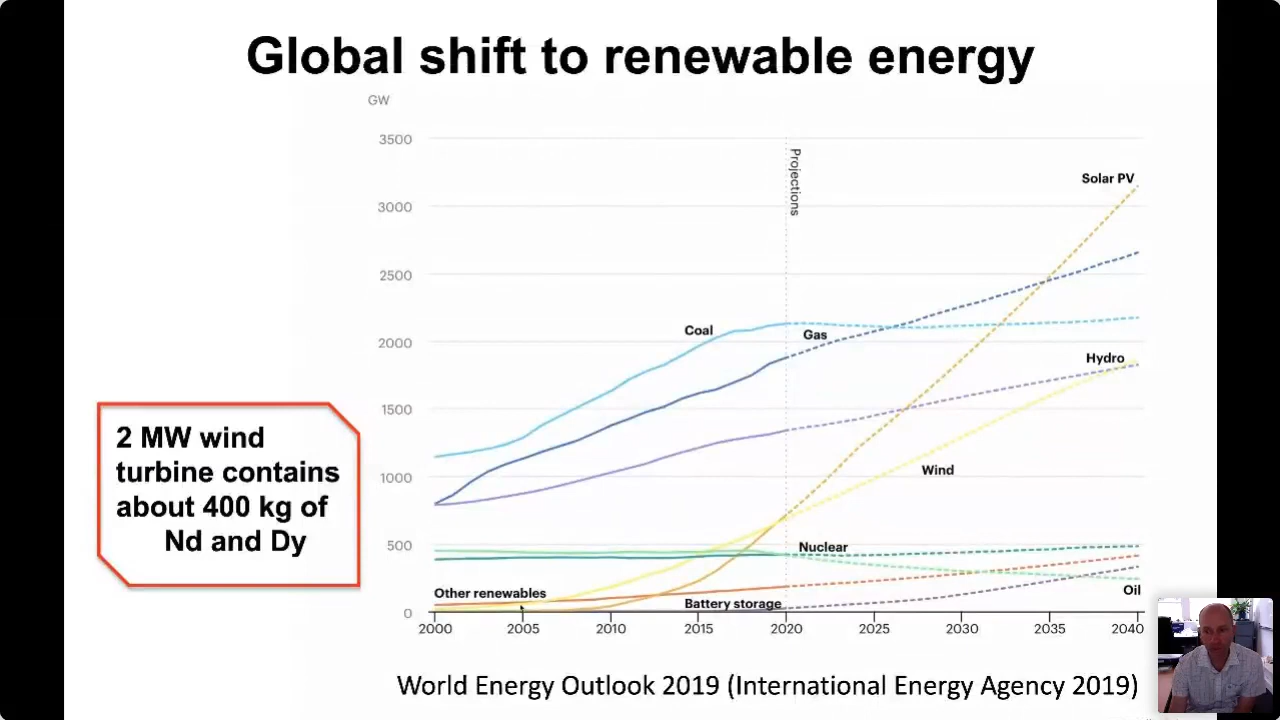 Global shift to renewable energy
GW
3500
3000
2500
2000
1500
1000
500
0
Projections
Solar PV
Coal
Gas
Hydro
Wind
Nuclear
Other renewables
Battery storage
Oil
2000 2005 2010 2015 2020 2025 2030 2035 2040
2 MW wind
turbine contains
about 400 kg of
Nd and Dy
World Energy Outlook 2019 (International Energy Agency 2019)